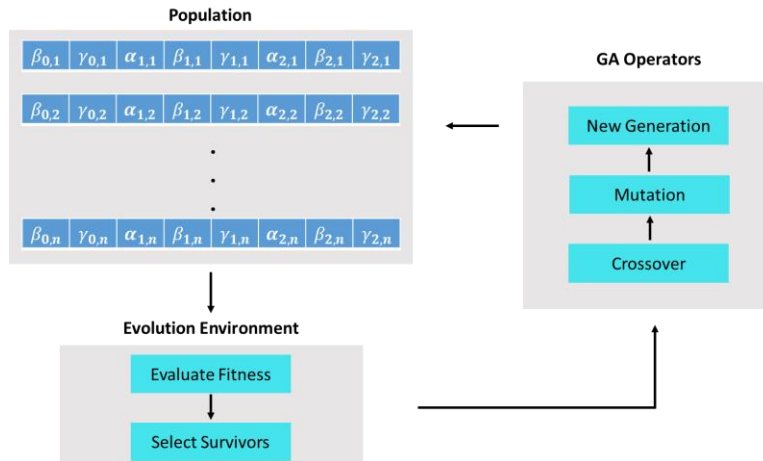 Population
β0,1 γ0,1 α1,1 β1,1 γ1,1 α2,1 β2,1 γ2,1
β0,2 γ0,2 α1,2 β1,2 γ1,2 α2,2 β2,2 γ2,2
β0,n γ0,n α1,n β1,n γ1,n α2,n β2,n γ2,n
Evolution Environment
Evaluate Fitness
Select Survivors
GA Operators
New Generation
Mutation
Crossover